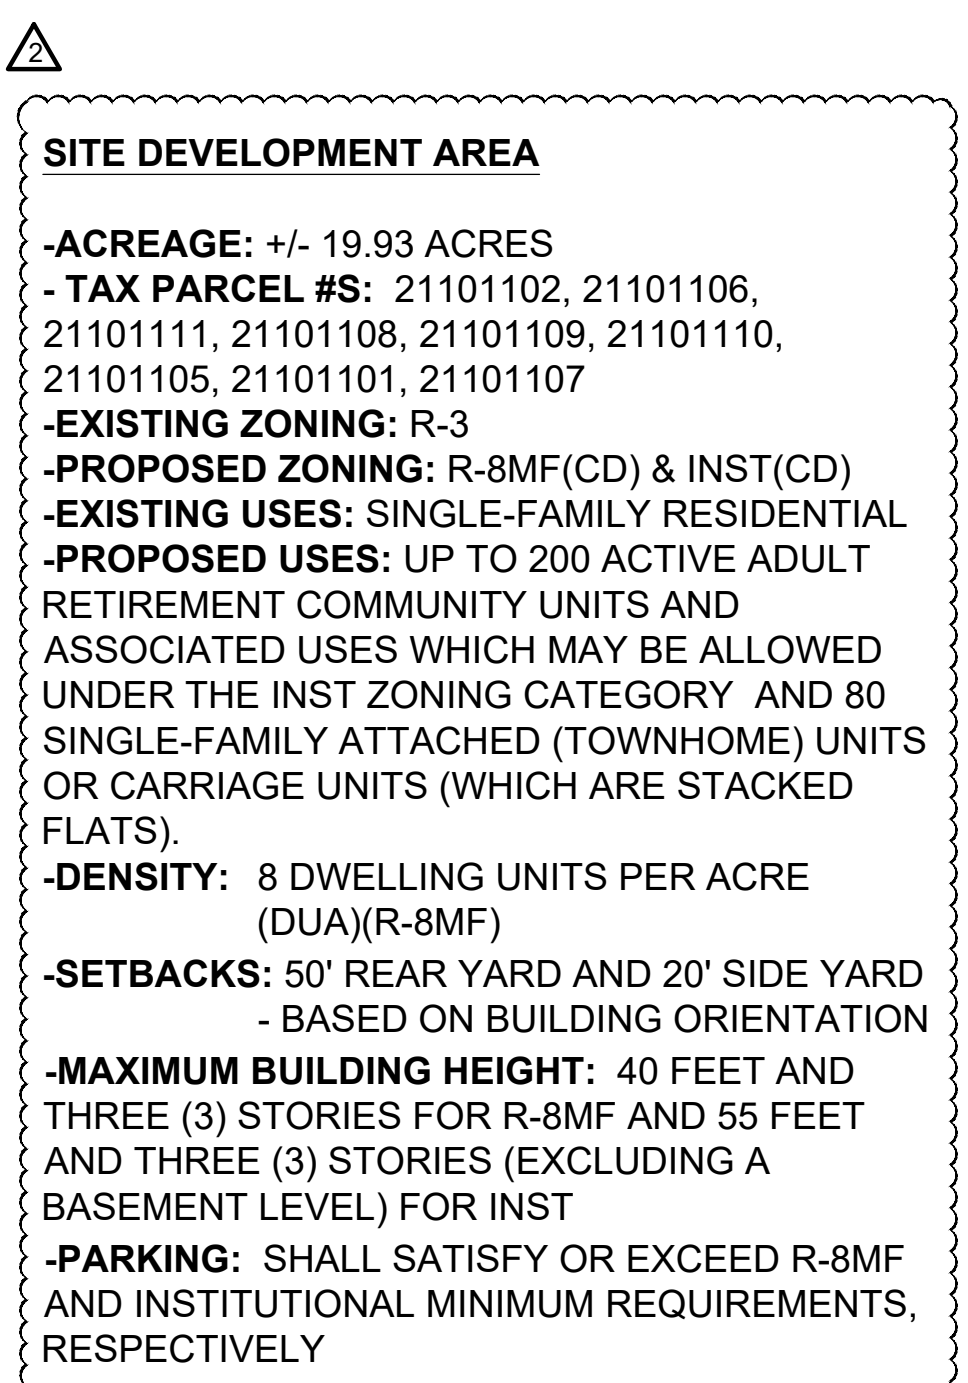 2
SITE DEVELOPMENT AREA
-ACREAGE: +/- 19.93 ACRES
- TAX PARCEL #S: 21101102, 21101106,
21101111, 21101108, 21101109, 21101110,
21101105, 21101101, 21101107
-EXISTING ZONING: R-3
-PROPOSED ZONING: R-8MF(CD) & INST(CD)
-EXISTING USES: SINGLE-FAMILY RESIDENTIAL
-PROPOSED USES: UP TO 200 ACTIVE ADULT
RETIREMENT COMMUNITY UNITS AND
ASSOCIATED USES WHICH MAY BE ALLOWED
UNDER THE INST ZONING CATEGORY AND 80
SINGLE-FAMILY ATTACHED (TOWNHOME) UNITS
OR CARRIAGE UNITS (WHICH ARE STACKED
FLATS).
-DENSITY: 8 DWELLING UNITS PER ACRE
(DUA)(R-8MF)
-SETBACKS: 50' REAR YARD AND 20' SIDE YARD
- BASED ON BUILDING ORIENTATION
-MAXIMUM BUILDING HEIGHT: 40 FEET AND
THREE (3) STORIES FOR R-8MF AND 55 FEET
AND THREE (3) STORIES (EXCLUDING A
BASEMENT LEVEL) FOR INST
-PARKING: SHALL SATISFY OR EXCEED R-8MF
AND INSTITUTIONAL MINIMUM REQUIREMENTS,
RESPECTIVELY